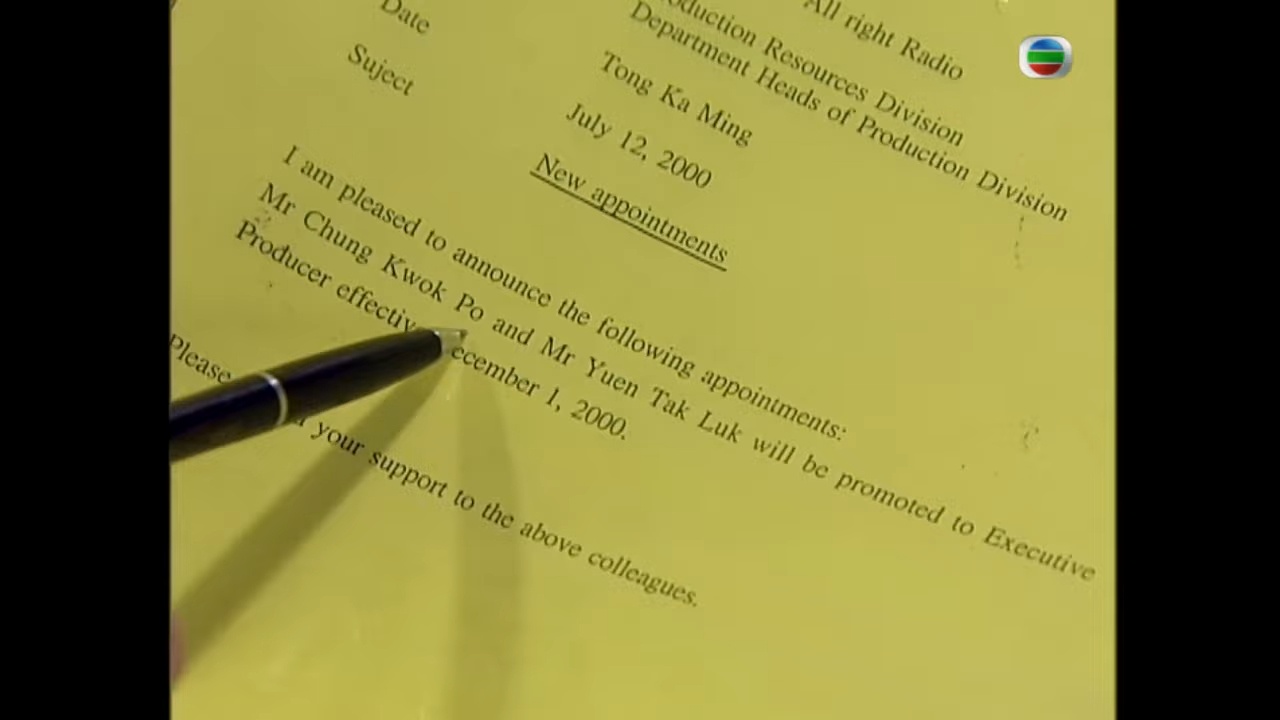 All right Radio
oduction Resources Division
Department Heads of Production Division
Tong Ka Ming
Date July 12, 2000
Suject New appointments
I am pleased to announce the following appointments:
Mr Chung Kwok Po and Mr Yuen Tak Luk will be promoted to Executive
Producer effectiv ecember 1, 2000.
Please your support to the above colleagues.